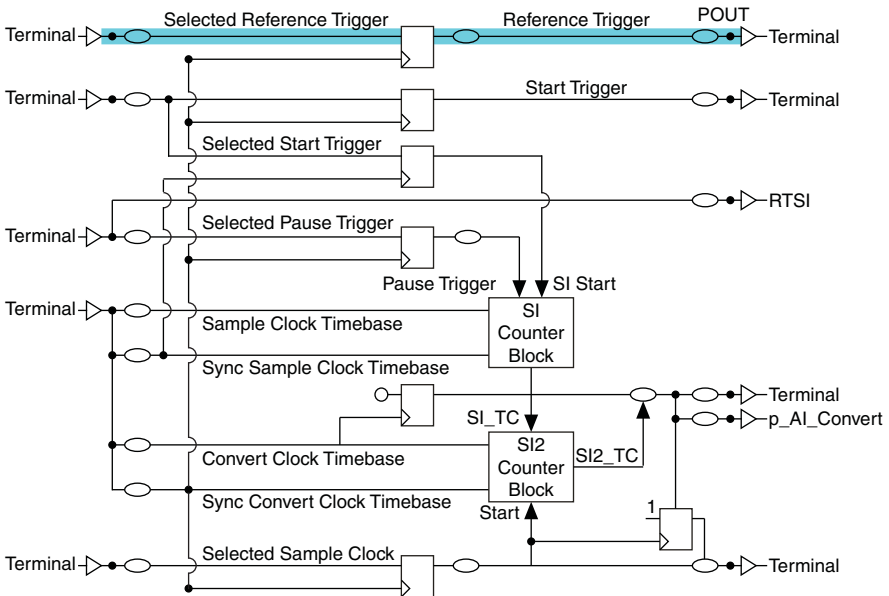 Selected Reference Trigger
Reference Trigger
POUT
Terminal
Terminal
Terminal
Start Trigger
Terminal
Selected Start Trigger
RTSI
Selected Pause Trigger
Terminal
Pause Trigger
SI Start
Terminal
Sample Clock Timebase
SI
Counter
Block
Sync Sample Clock Timebase
Terminal
SI_TC
p_AI_Convert
Convert Clock Timebase
SI2
Counter
Block
SI2_TC
Sync Convert Clock Timebase
Start
1
Selected Sample Clock
Terminal
Terminal